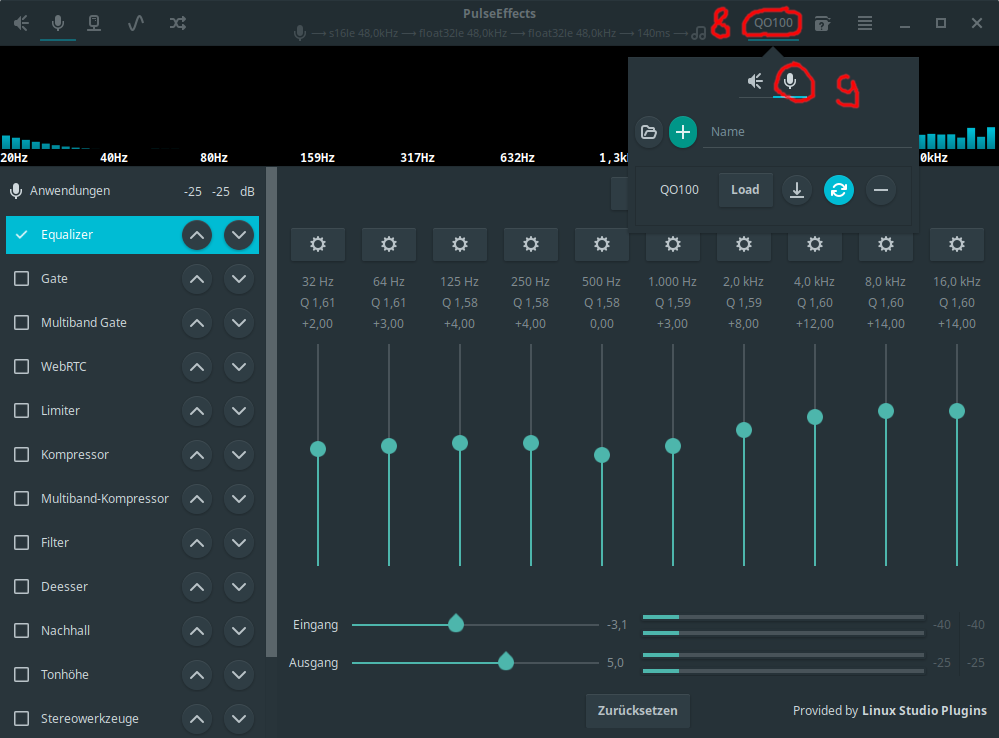 PulseEffects
s16le 48,0kHz float32le 48,0kHz float32le 48,0kHz 140ms
8
QO100
9
Name
QO100 Load
20Hz 40Hz 80Hz 159Hz 317Hz 632Hz 1,3k 0kHz
Anwendungen -25 -25 dB
Equalizer
Gate
Multiband Gate
WebRTC
Limiter
Kompressor
Multiband-Kompressor
Filter
Deesser
Nachhall
Tonhöhe
Stereowerkzeuge
32 Hz 64 Hz 125 Hz 250 Hz 500 Hz 1.000 Hz 2,0 kHz 4,0 kHz 8,0 kHz 16,0 kHz
Q 1,61 Q 1,61 Q 1,58 Q 1,58 Q 1,58 Q 1,59 Q 1,59 Q 1,60 Q 1,60 Q 1,60
+2,00 +3,00 +4,00 +4,00 0,00 +3,00 +8,00 +12,00 +14,00 +14,00
Eingang -3,1 -40 -40
Ausgang 5,0 -25 -25
Zurücksetzen
Provided by Linux Studio Plugins